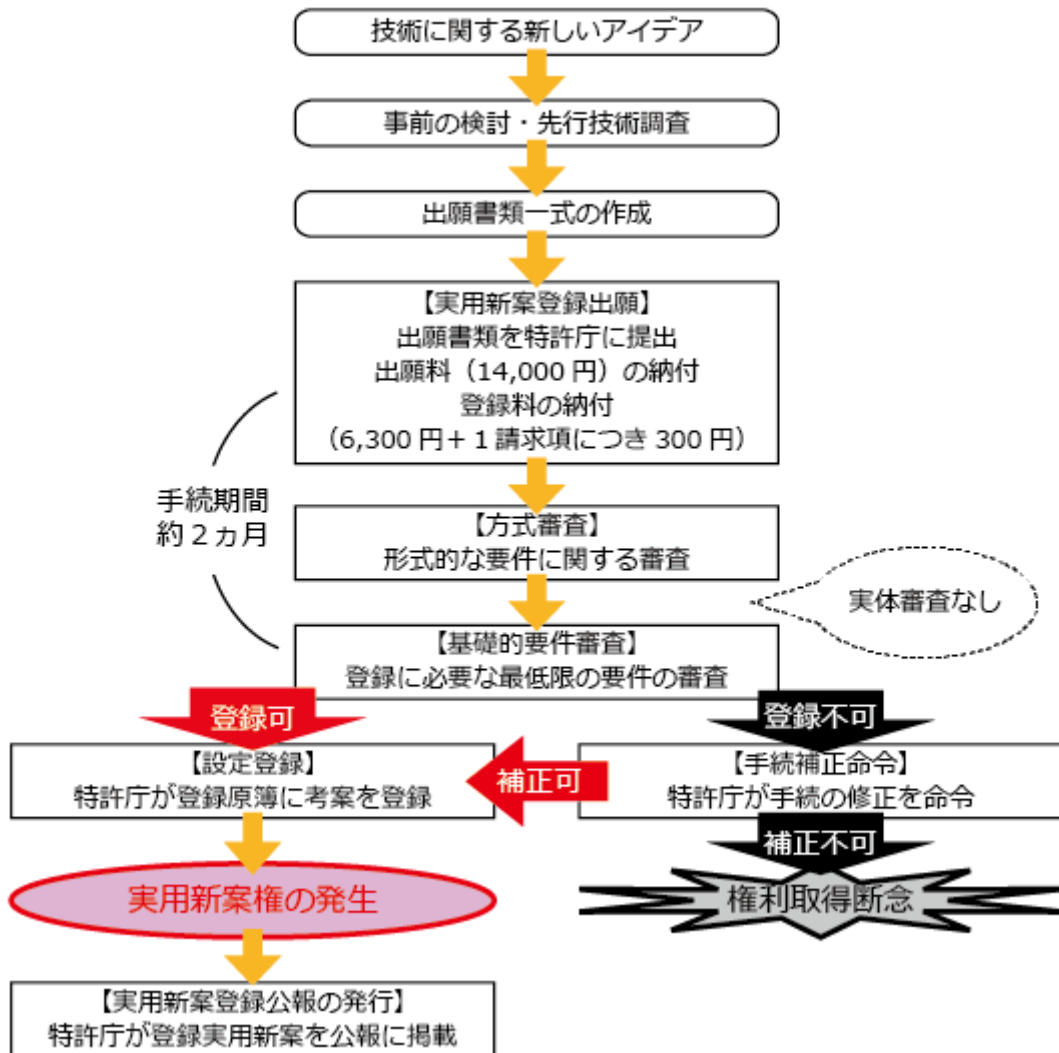 技術に関する新しいアイデア
事前の検討・先行技術調査
出願書類一式の作成
【実用新案登録出願】
出願書類を特許庁に提出
出願料（14,000 円）の納付
登録料の納付
（6,300 円＋１請求項につき 300 円）
手続期間
約２ヵ月
【方式審査】
形式的な要件に関する審査
実体審査なし
【基礎的要件審査】
登録に必要な最低限の要件の審査
登録可
登録不可
【設定登録】
特許庁が登録原簿に考案を登録
補正可
【手続補正命令】
特許庁が手続の修正を命令
補正不可
実用新案権の発生
権利取得断念
【実用新案登録公報の発行】
特許庁が登録実用新案を公報に掲載